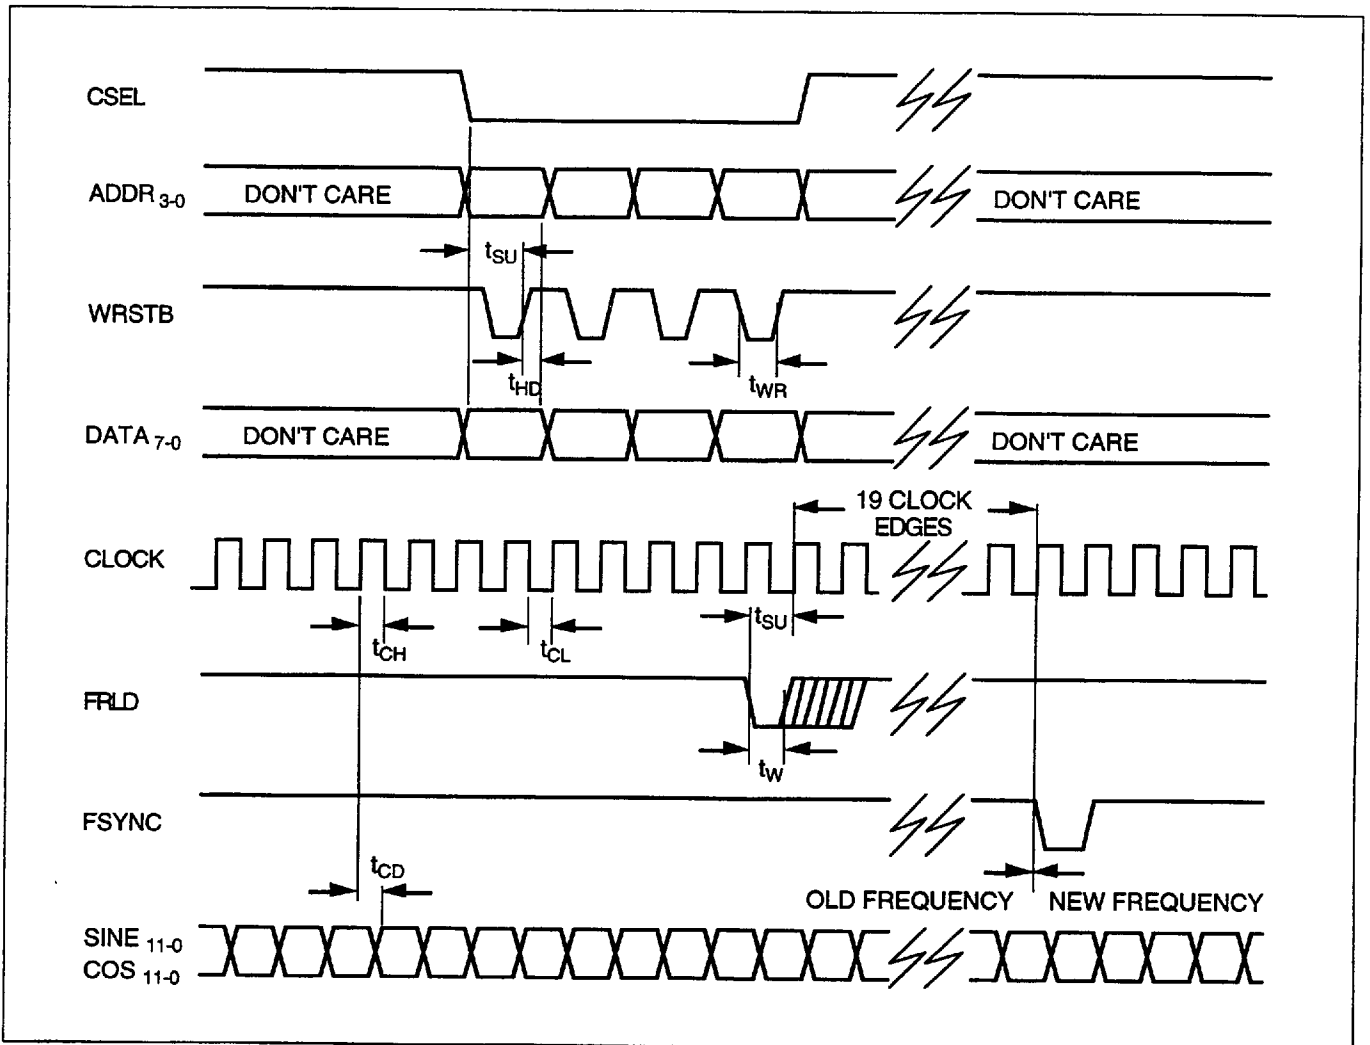 CSEL
ADDR 3-0 DON'T CARE DON'T CARE
tSU
WRSTB
tHD tWR
DATA 7-0 DON'T CARE DON'T CARE
19 CLOCK
EDGES
CLOCK
tSU
tCH tCL
FRLD
tW
FSYNC
tCD
OLD FREQUENCY NEW FREQUENCY
SINE 11-0
COS 11-0